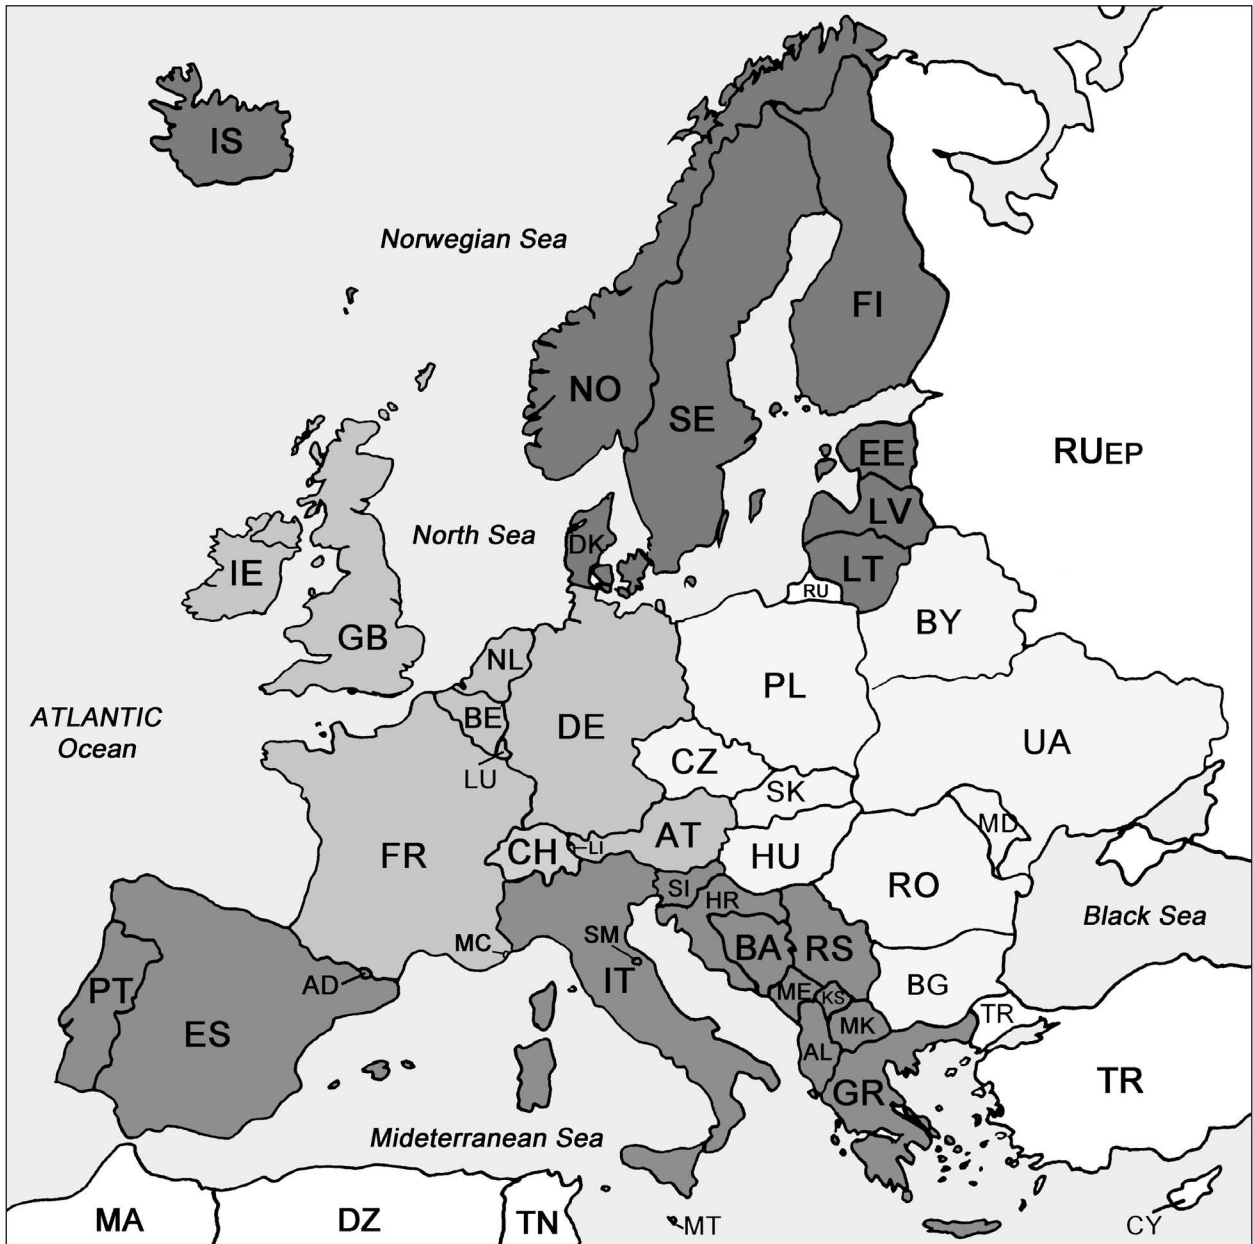 IS
Norwegian Sea
FI
NO
SE
EE
RUEP
LV
North Sea
DK
IE
LT
RU
BY
GB
NL
PL
ATLANTIC
Ocean
BE
DE
UA
CZ
LU
SK
MD
AT
FR
CH
LI
HU
RO
SI
HR
Black Sea
MC
SM
BA
RS
PT
AD
IT
ME
KS
BG
TR
ES
MK
AL
TR
GR
Mideterranean Sea
MA
DZ
TN
MT
CY